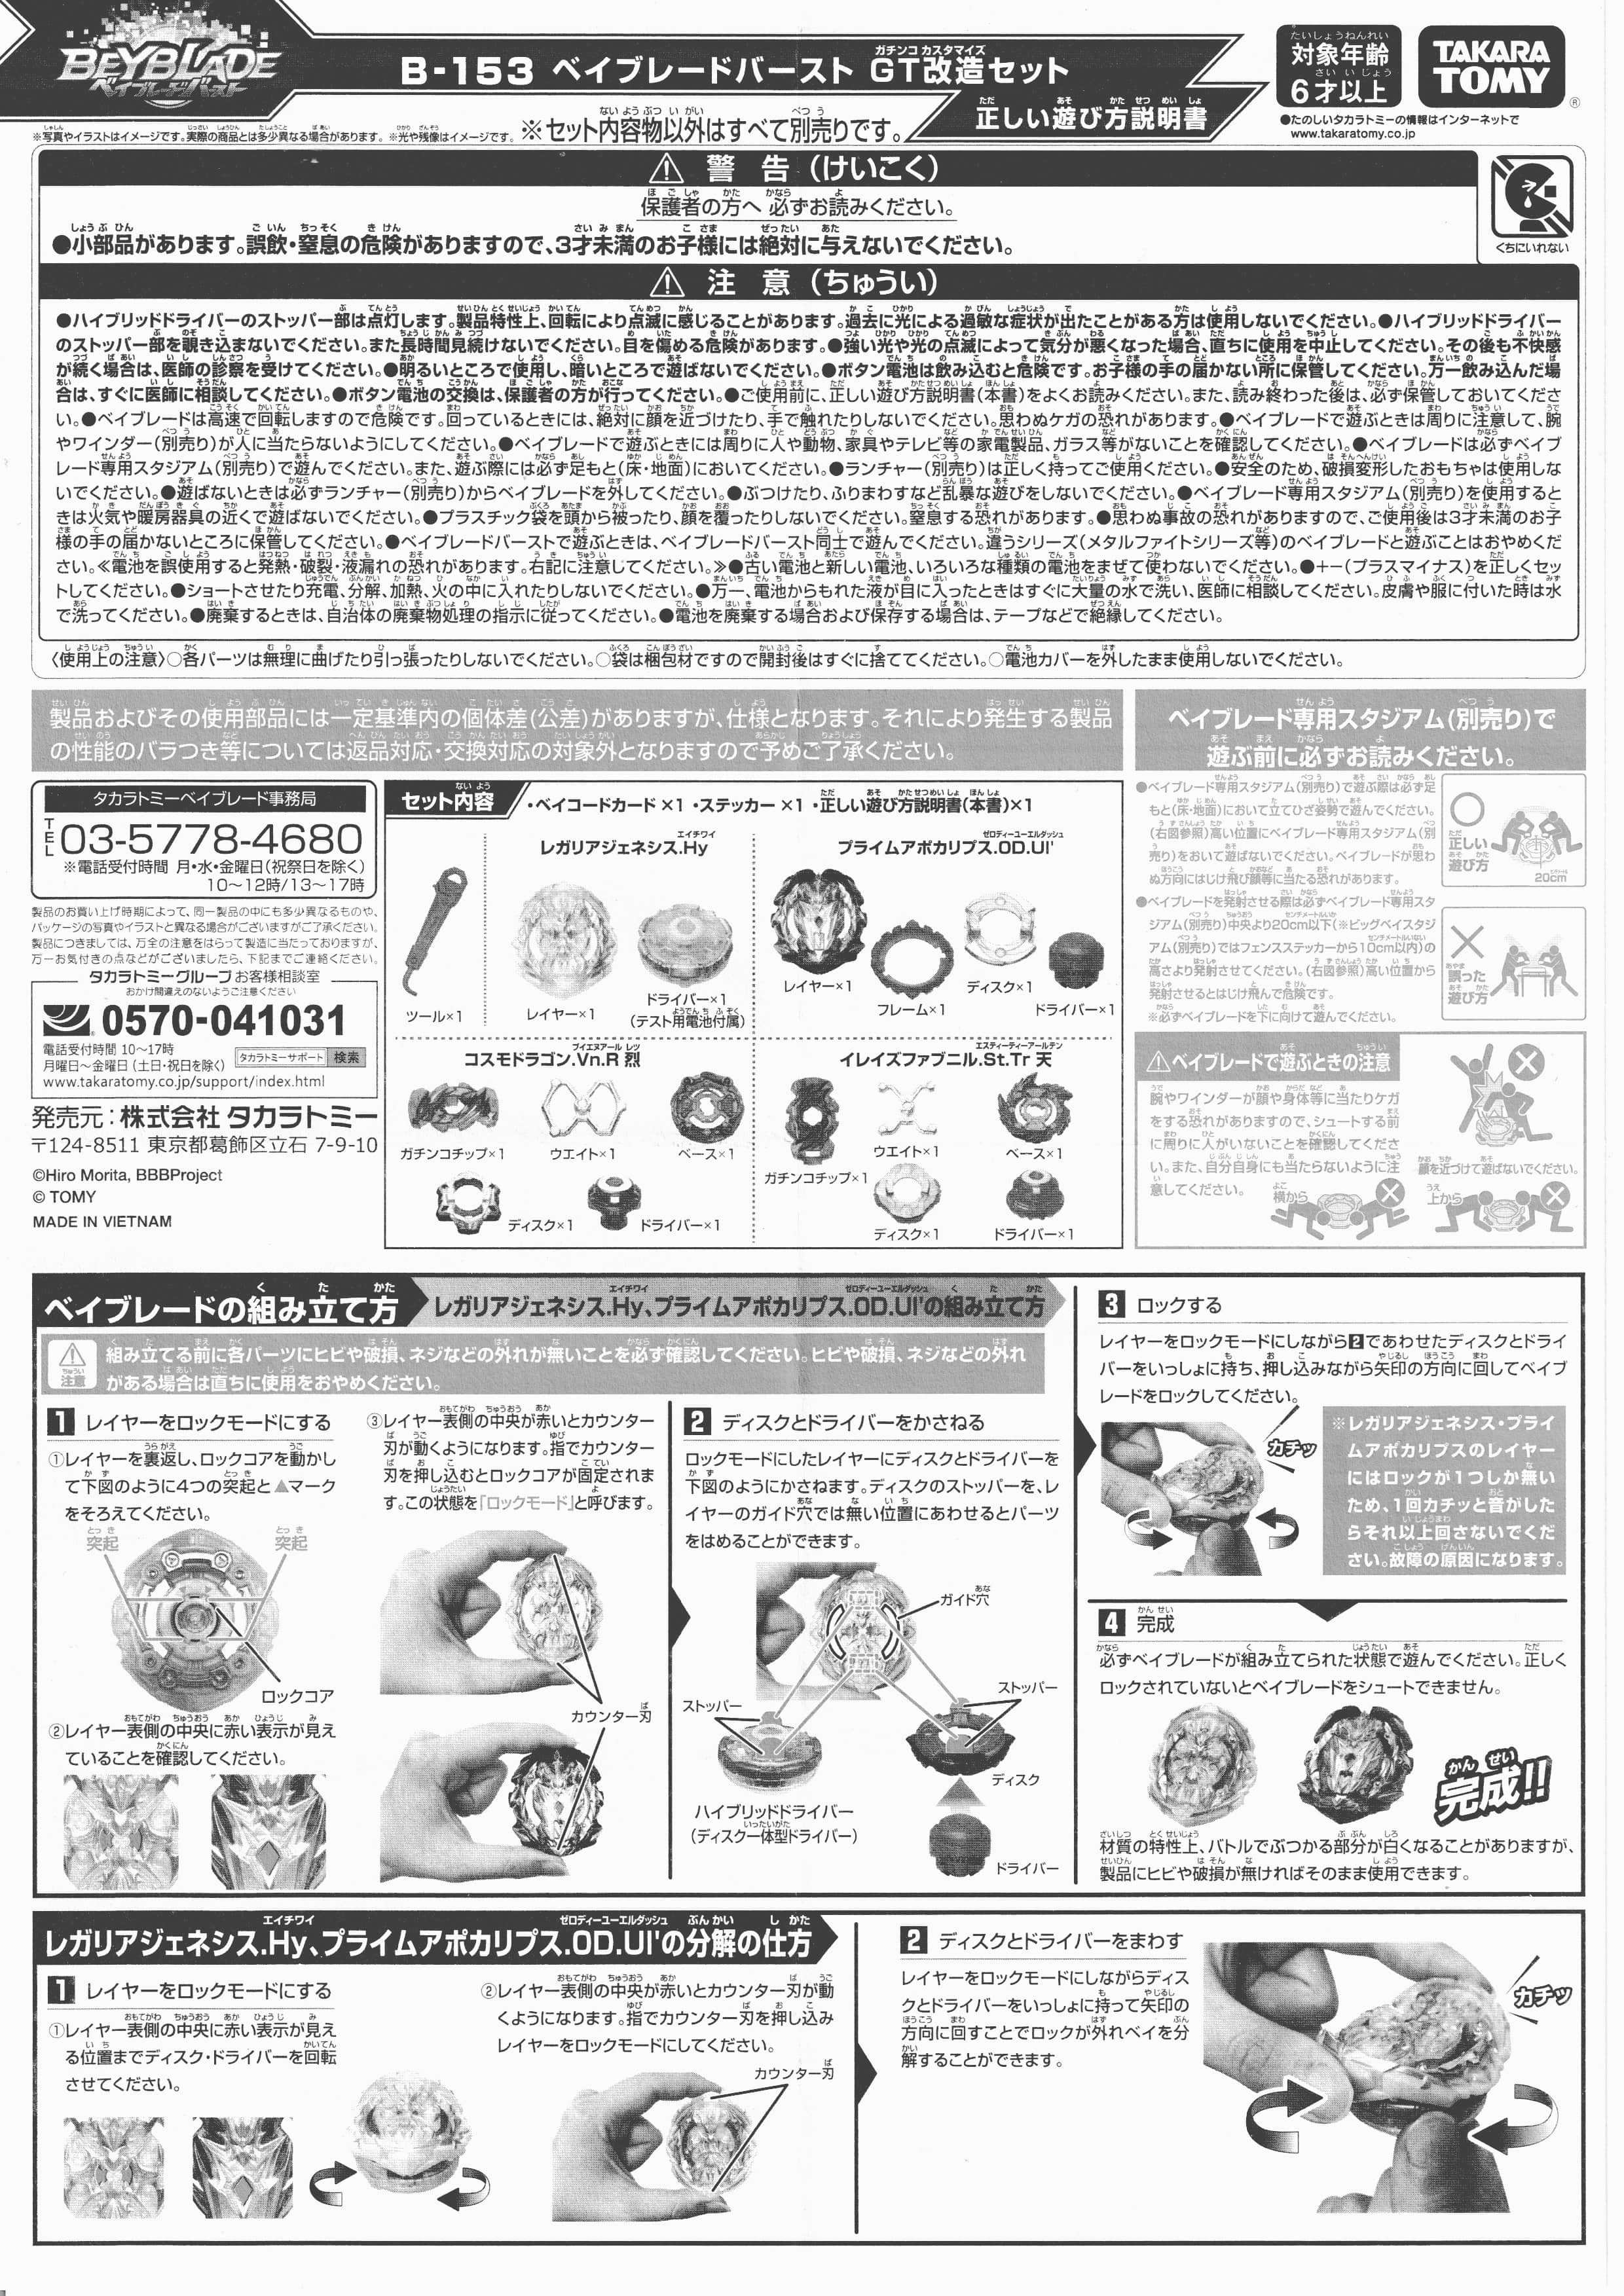 BEYBLADE
ベイブレードバースト
B-153 ベイブレードバースト GT改造セット
ガチンコ カスタマイズ
正しい遊び方説明書
対象年齢
6才以上
TAKARA
TOMY
●たのしいタカラトミーの情報はインターネットで
www.takaratomy.co.jp
※写真やイラストはイメージです。実際の商品とは多少異なる場合があります。※光や残像はイメージです。
※セット内容物以外はすべて別売りです。
⚠ 警 告 (けいこく)
保護者の方へ 必ずお読みください。
●小部品があります。誤飲・窒息の危険がありますので、3才未満のお子様には絶対に与えないでください。
くちにいれない
⚠ 注 意 (ちゅうい)
●ハイブリッドドライバーのストッパー部は点灯します。製品特性上、回転により点滅に感じることがあります。過去に光による過敏な症状が出たことがある方は使用しないでください。●ハイブリッドドライバー
のストッパー部を覗き込まないでください。また長時間見続けないでください。目を傷める危険があります。●強い光や光の点滅によって気分が悪くなった場合、直ちに使用を中止してください。その後も不快感
が続く場合は、医師の診察を受けてください。●明るいところで使用し、暗いところで遊ばないでください。●ボタン電池は飲み込むと危険です。お子様の手の届かない所に保管してください。万一飲み込んだ場
合は、すぐに医師に相談してください。●ボタン電池の交換は、保護者の方が行ってください。●ご使用前に、正しい遊び方説明書(本書)をよくお読みください。また、読み終わった後は、必ず保管しておいてくださ
い。●ベイブレードは高速で回転しますので危険です。回っているときには、絶対に顔を近づけたり、手で触れたりしないでください。思わぬケガの恐れがあります。●ベイブレードで遊ぶときは周りに注意して、腕
やワインダー(別売り)が人に当たらないようにしてください。●ベイブレードで遊ぶときには周りに人や動物、家具やテレビ等の家電製品、ガラス等がないことを確認してください。●ベイブレードは必ずベイブ
レード専用スタジアム(別売り)で遊んでください。また、遊ぶ際には必ず足もと(床・地面)においてください。●ランチャー(別売り)は正しく持ってご使用ください。●安全のため、破損変形したおもちゃは使用しな
いでください。●遊ばないときは必ずランチャー(別売り)からベイブレードを外してください。●ぶつけたり、ふりまわすなど乱暴な遊びをしないでください。●ベイブレード専用スタジアム(別売り)を使用すると
きは火気や暖房器具の近くで遊ばないでください。●プラスチック袋を頭から被ったり、顔を覆ったりしないでください。窒息する恐れがあります。●思わぬ事故の恐れがありますので、ご使用後は3才未満のお子
様の手の届かないところに保管してください。●ベイブレードバーストで遊ぶときは、ベイブレードバースト同士で遊んでください。違うシリーズ(メタルファイトシリーズ等)のベイブレードと遊ぶことはおやめくだ
さい。≪電池を誤使用すると発熱・破裂・液漏れの恐れがあります。右記に注意してください。≫●古い電池と新しい電池、いろいろな種類の電池をまぜて使わないでください。●＋−(プラスマイナス)を正しくセッ
トしてください。●ショートさせたり充電、分解、加熱、火の中に入れたりしないでください。●万一、電池からもれた液が目に入ったときはすぐに大量の水で洗い、医師に相談してください。皮膚や服に付いた時は水
で洗ってください。●廃棄するときは、自治体の廃棄物処理の指示に従ってください。●電池を廃棄する場合および保存する場合は、テープなどで絶縁してください。
〈使用上の注意〉○各パーツは無理に曲げたり引っ張ったりしないでください。○袋は梱包材ですので開封後はすぐに捨ててください。○電池カバーを外したまま使用しないでください。
製品およびその使用部品には一定基準内の個体差(公差)がありますが、仕様となります。それにより発生する製品
の性能のバラつき等については返品対応・交換対応の対象外となりますので予めご了承ください。
タカラトミーベイブレード事務局
TEL 03-5778-4680
※電話受付時間 月・水・金曜日(祝祭日を除く)
10〜12時/13〜17時
製品のお買い上げ時期によって、同一製品の中にも多少異なるものや、
パッケージの写真やイラストと異なる場合がございますがご了承ください。
製品につきましては、万全の注意をはらって製造に当たっておりますが、
万一お気付きの点などがございましたら、下記までご連絡ください。
タカラトミーグループお客様相談室
おかけ間違えのないようご注意ください
0570-041031
電話受付時間 10〜17時
月曜日〜金曜日 (土日・祝日を除く)
タカラトミーサポート 検索
www.takaratomy.co.jp/support/index.html
発売元：株式会社 タカラトミー
〒124-8511 東京都葛飾区立石 7-9-10
©Hiro Morita, BBBProject
© TOMY
MADE IN VIETNAM
セット内容
・ベイコードカード ×1 ・ステッカー ×1 ・正しい遊び方説明書(本書)×1
ツール×1
エイチワイ
レガリアジェネシス.Hy
レイヤー×1
ドライバー×1
(テスト用電池付属)
ゼロディーユーエルダッシュ
プライムアポカリプス.0D.Ul'
レイヤー×1
フレーム×1
ディスク×1
ドライバー×1
ブイエヌアール レツ
コスモドラゴン.Vn.R 烈
ガチンコチップ×1
ウエイト×1
ベース×1
ディスク×1
ドライバー×1
エスティーティーアールテン
イレイズファブニル.St.Tr 天
ガチンコチップ×1
ウエイト×1
ベース×1
ディスク×1
ドライバー×1
ベイブレード専用スタジアム(別売り)で
遊ぶ前に必ずお読みください。
●ベイブレード専用スタジアム(別売り)で遊ぶ際は必ず足
もと(床・地面)において立てひざ姿勢で遊んでください。
(右図参照)高い位置にベイブレード専用スタジアム(別
売り)をおいて遊ばないでください。ベイブレードが思わ
ぬ方向にはじけ飛び顔等に当たる恐れがあります。
●ベイブレードを発射させる際は必ずベイブレード専用スタ
ジアム(別売り)中央より20cm以下(※ビッグベイスタジ
アム(別売り)ではフェンスステッカーから10cm以内)の
高さより発射させてください。(右図参照)高い位置から
発射させるとはじけ飛んで危険です。
※必ずベイブレードを下に向けて遊んでください。
正しい
遊び方
20cm
誤った
遊び方
⚠ベイブレードで遊ぶときの注意
腕やワインダーが顔や身体等に当たりケガ
をする恐れがありますので、シュートする前
に周りに人がいないことを確認してくださ
い。また、自分自身にも当たらないように注
意してください。
顔を近づけて遊ばないでください。
横から
上から
ベイブレードの組み立て方
レガリアジェネシス.Hy、プライムアポカリプス.0D.Ul'の組み立て方
⚠注意
組み立てる前に各パーツにヒビや破損、ネジなどの外れが無いことを必ず確認してください。ヒビや破損、ネジなどの外れ
がある場合は直ちに使用をおやめください。
1 レイヤーをロックモードにする
①レイヤーを裏返し、ロックコアを動かし
て下図のように4つの突起と▲マーク
をそろえてください。
突起
突起
ロックコア
②レイヤー表側の中央に赤い表示が見え
ていることを確認してください。
③レイヤー表側の中央が赤いとカウンター
刃が動くようになります。指でカウンター
刃を押し込むとロックコアが固定されま
す。この状態を「ロックモード」と呼びます。
カウンター刃
2 ディスクとドライバーをかさねる
ロックモードにしたレイヤーにディスクとドライバーを
下図のようにかさねます。ディスクのストッパーを、レ
イヤーのガイド穴では無い位置にあわせるとパーツ
をはめることができます。
ガイド穴
ストッパー
ストッパー
ディスク
ハイブリッドドライバー
(ディスク一体型ドライバー)
ドライバー
3 ロックする
レイヤーをロックモードにしながら2であわせたディスクとドライ
バーをいっしょに持ち、押し込みながら矢印の方向に回してベイブ
レードをロックしてください。
カチッ
※レガリアジェネシス・プライ
ムアポカリプスのレイヤー
にはロックが1つしか無い
ため、1回カチッと音がした
らそれ以上回さないでくだ
さい。故障の原因になります。
4 完成
必ずベイブレードが組み立てられた状態で遊んでください。正しく
ロックされていないとベイブレードをシュートできません。
完成!!
材質の特性上、バトルでぶつかる部分が白くなることがありますが、
製品にヒビや破損が無ければそのまま使用できます。
レガリアジェネシス.Hy、プライムアポカリプス.0D.Ul'の分解の仕方
1 レイヤーをロックモードにする
①レイヤー表側の中央に赤い表示が見え
る位置までディスク・ドライバーを回転
させてください。
②レイヤー表側の中央が赤いとカウンター刃が動
くようになります。指でカウンター刃を押し込み
レイヤーをロックモードにしてください。
カウンター刃
2 ディスクとドライバーをまわす
レイヤーをロックモードにしながらディス
クとドライバーをいっしょに持って矢印の
方向に回すことでロックが外れベイを分
解することができます。
カチッ